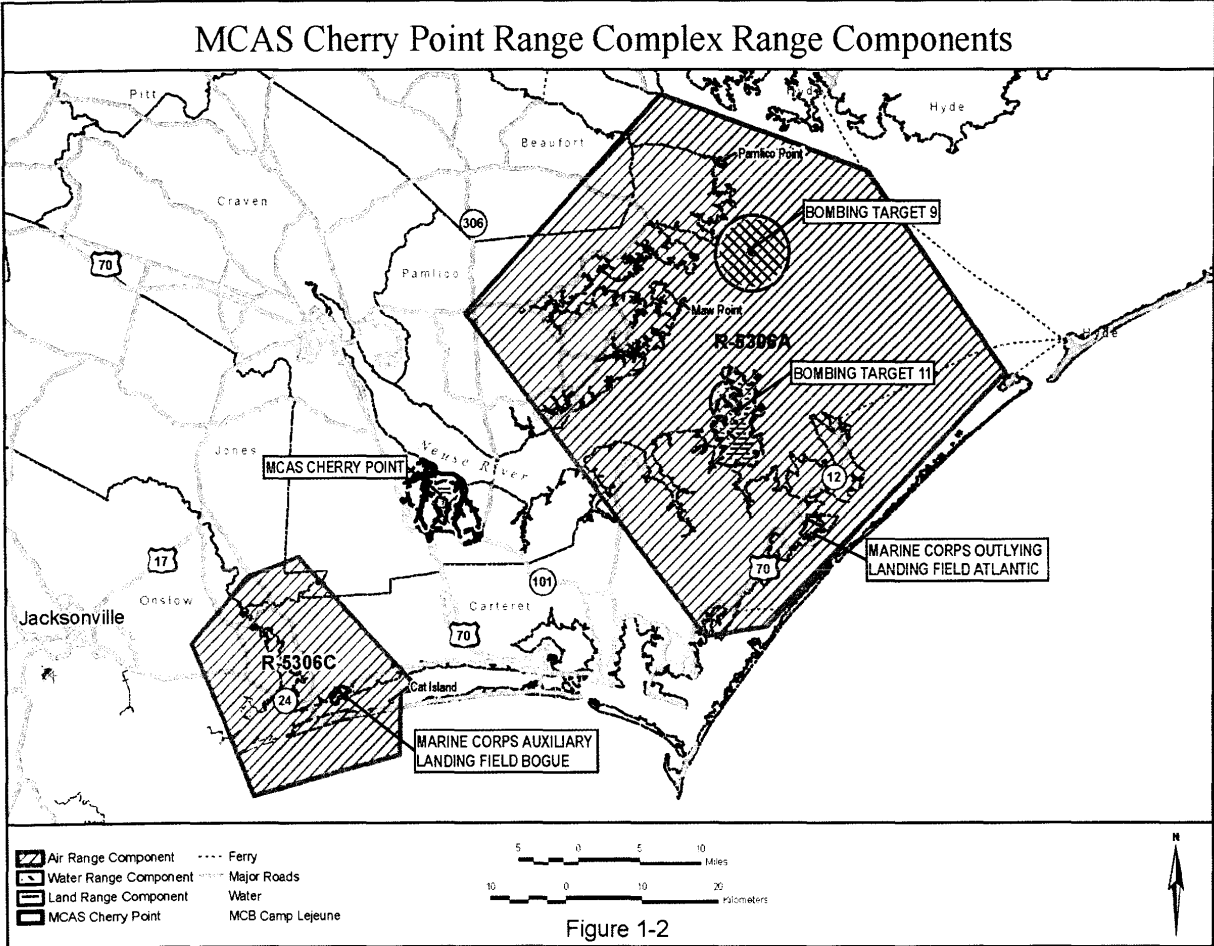 MCAS Cherry Point Range Complex Range Components
Pitt
Hyde
Hyde
Beaufort
Pamlico Point
Craven
BOMBING TARGET 9
306
70
Pamlico
Maw Point
Hyde
R-5306A
BOMBING TARGET 11
Jones
Neuse River
MCAS CHERRY POINT
12
17
MARINE CORPS OUTLYING
LANDING FIELD ATLANTIC
70
101
Onslow
Carteret
Jacksonville
70
R-5306C
Cat Island
24
MARINE CORPS AUXILIARY
LANDING FIELD BOGUE
N
Air Range Component
Water Range Component
Land Range Component
MCAS Cherry Point
Ferry
Major Roads
Water
MCB Camp Lejeune
5 0 5 10
Miles
10 0 10 20
Kilometers
Figure 1-2